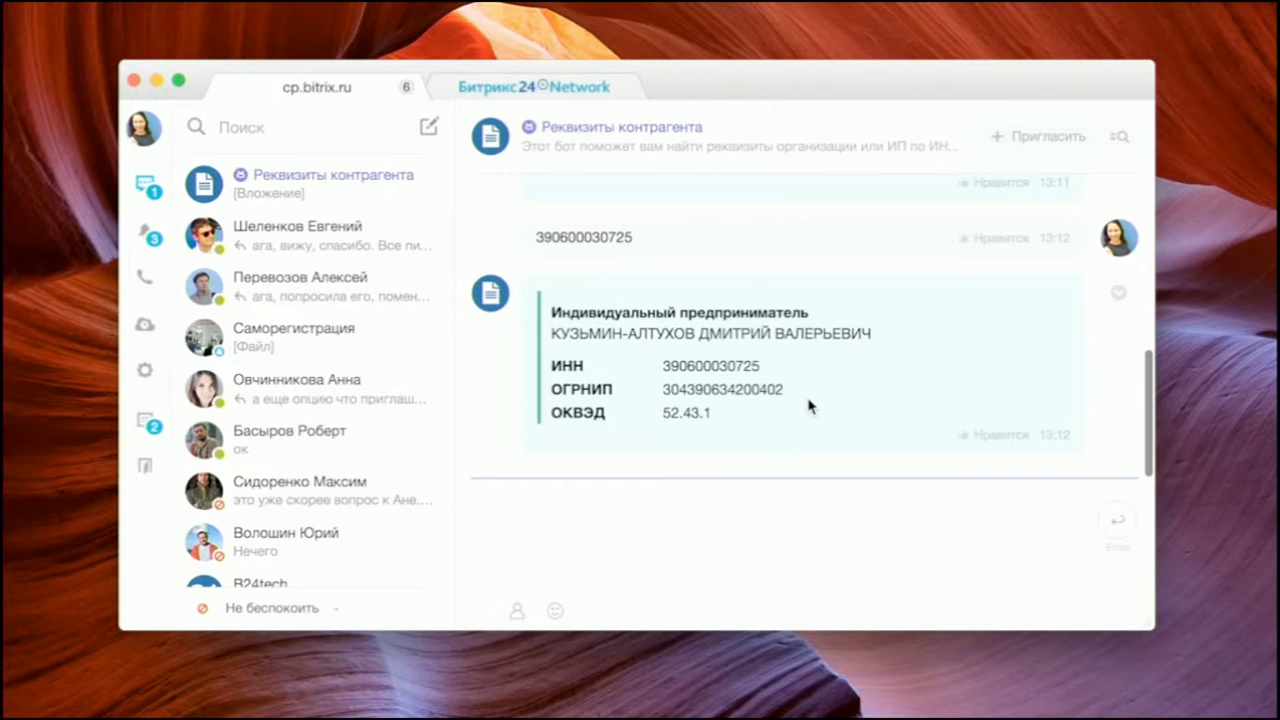 cp.bitrix.ru
6
Битрикс24 Network
Поиск
Реквизиты контрагента
[Вложение]
1
3
2
Шеленков Евгений
ага, вижу, спасибо. Все пи...
Перевозов Алексей
ага, попросила его, помен...
Саморегистрация
[Файл]
Овчинникова Анна
а еще опцию что приглаш...
Басыров Роберт
ок
Сидоренко Максим
это уже скорее вопрос к Ане....
Волошин Юрий
Нечего
B24tech
Не беспокоить
Реквизиты контрагента
Этот бот поможет вам найти реквизиты организации или ИП по ИН...
+ Пригласить
Нравится 13:11
390600030725
Нравится 13:12
Индивидуальный предприниматель
КУЗЬМИН-АЛТУХОВ ДМИТРИЙ ВАЛЕРЬЕВИЧ
ИНН 390600030725
ОГРНИП 304390634200402
ОКВЭД 52.43.1
Нравится 13:12
Enter